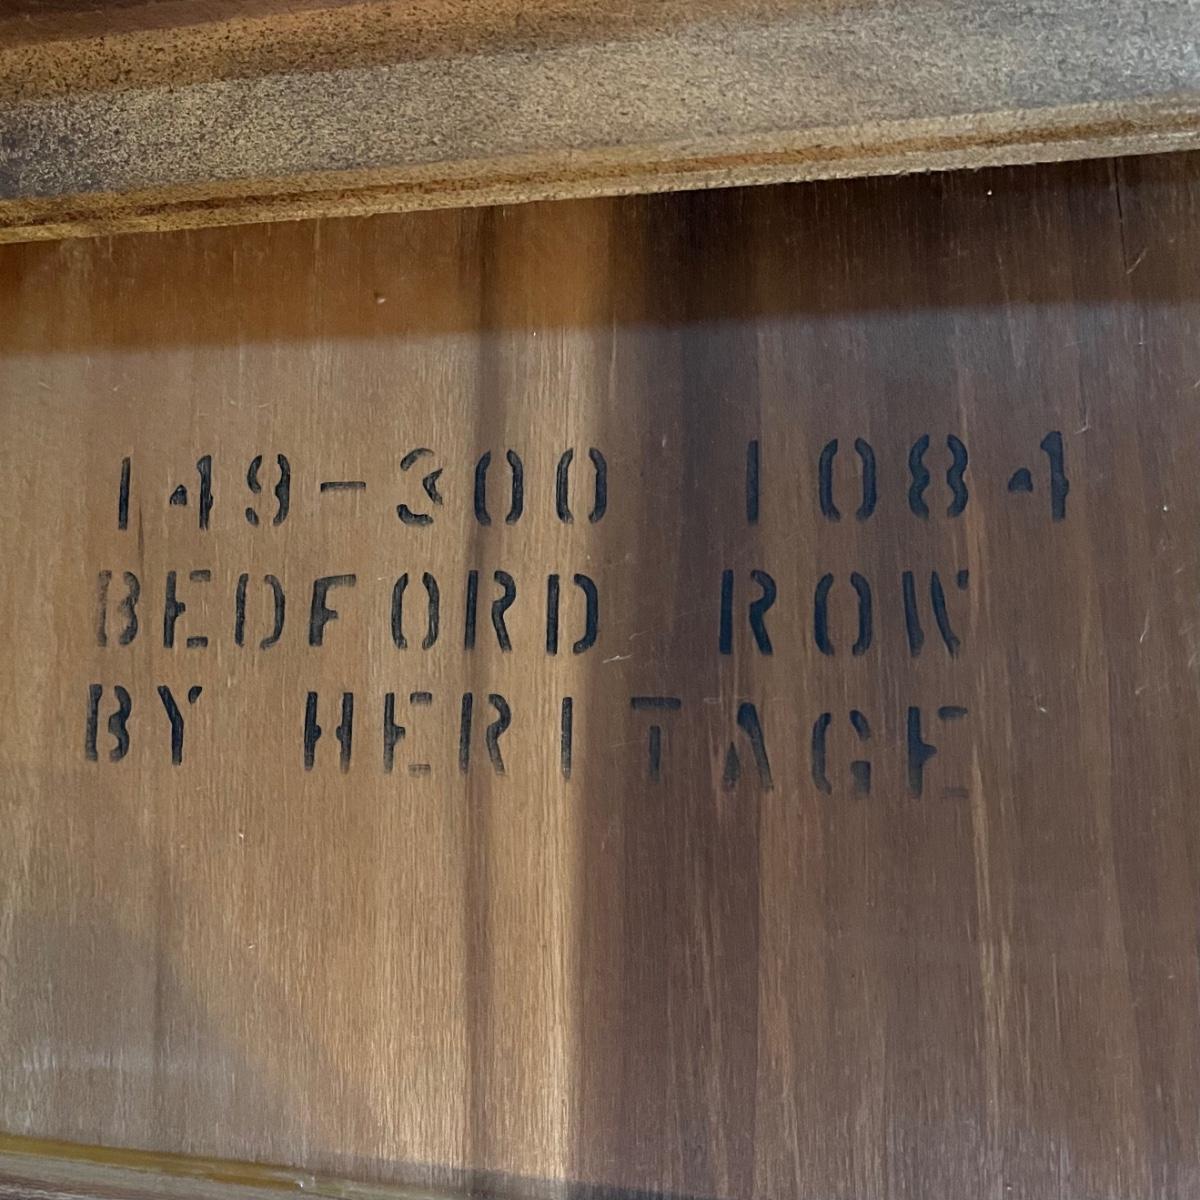 149-300 1084
BEDFORD ROW
BY HERITAGE